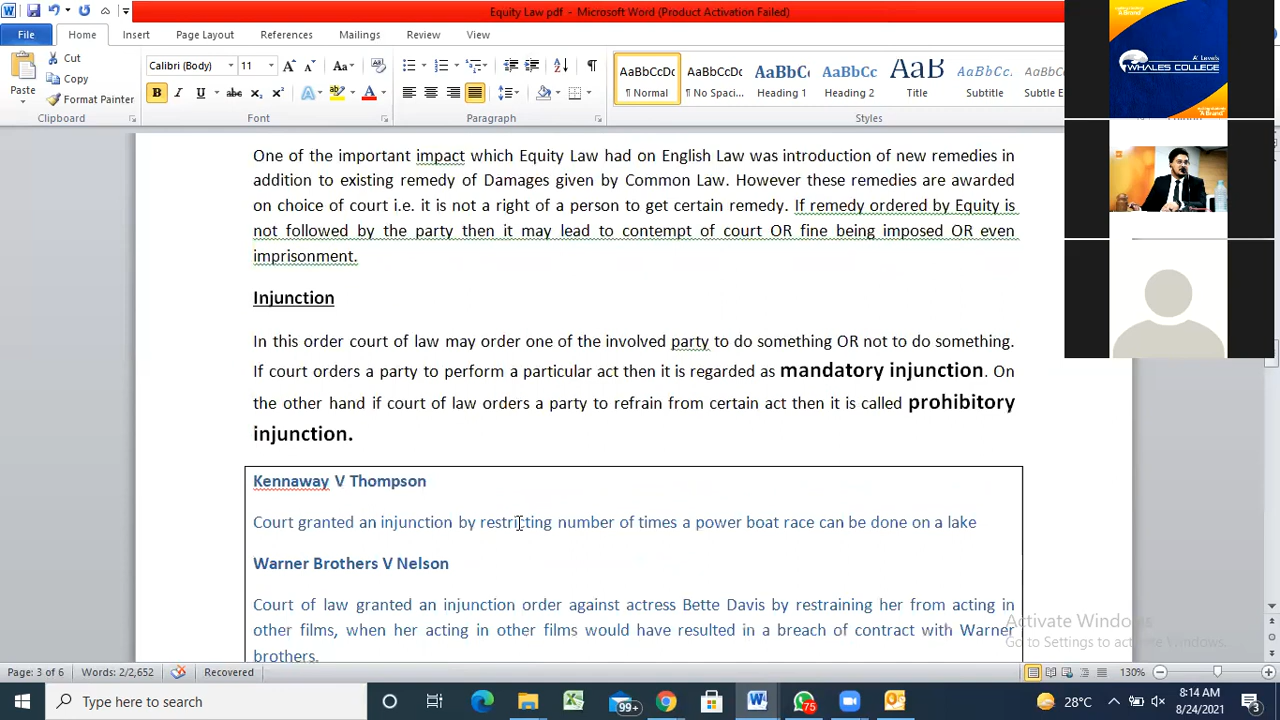 Equity Law pdf - Microsoft Word (Product Activation Failed)
File Home Insert Page Layout References Mailings Review View
Paste
Cut
Copy
Format Painter
Clipboard
Calibri (Body) 11
Font
Paragraph
AaBbCcDc AaBbCcDc AaBbC AaBbCc AaB AaBbCcD
¶ Normal ¶ No Spaci... Heading 1 Heading 2 Title Subtitle Subtle E
Styles
A' Levels
WHALES COLLEGE
One of the important impact which Equity Law had on English Law was introduction of new remedies in
addition to existing remedy of Damages given by Common Law. However these remedies are awarded
on choice of court i.e. it is not a right of a person to get certain remedy. If remedy ordered by Equity is
not followed by the party then it may lead to contempt of court OR fine being imposed OR even
imprisonment.
Injunction
In this order court of law may order one of the involved party to do something OR not to do something.
If court orders a party to perform a particular act then it is regarded as mandatory injunction. On
the other hand if court of law orders a party to refrain from certain act then it is called prohibitory
injunction.
Kennaway V Thompson
Court granted an injunction by restricting number of times a power boat race can be done on a lake
Warner Brothers V Nelson
Court of law granted an injunction order against actress Bette Davis by restraining her from acting in
other films, when her acting in other films would have resulted in a breach of contract with Warner
brothers.
Activate Windows
Go to Settings to activate Windows.
Page: 3 of 6 Words: 2/2,652 Recovered 130%
Type here to search
99+
75
28°C
8:14 AM
8/24/2021
3